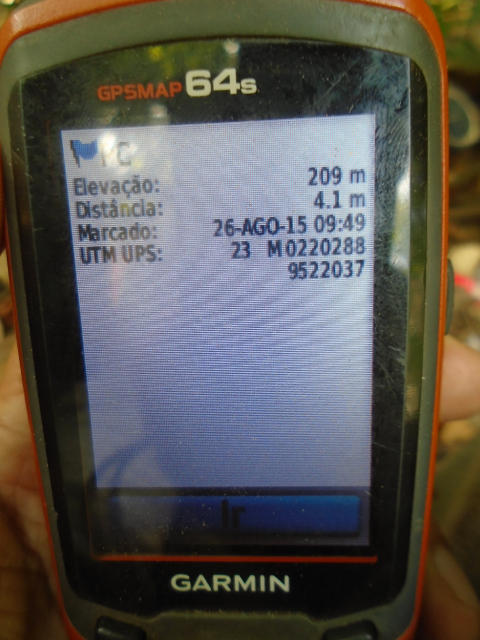 GPSMAP 64s
Elevação: 209 m
Distância: 4.1 m
Marcado: 26-AGO-15 09:49
UTM UPS: 23 M 0220288
9522037
Ir
GARMIN